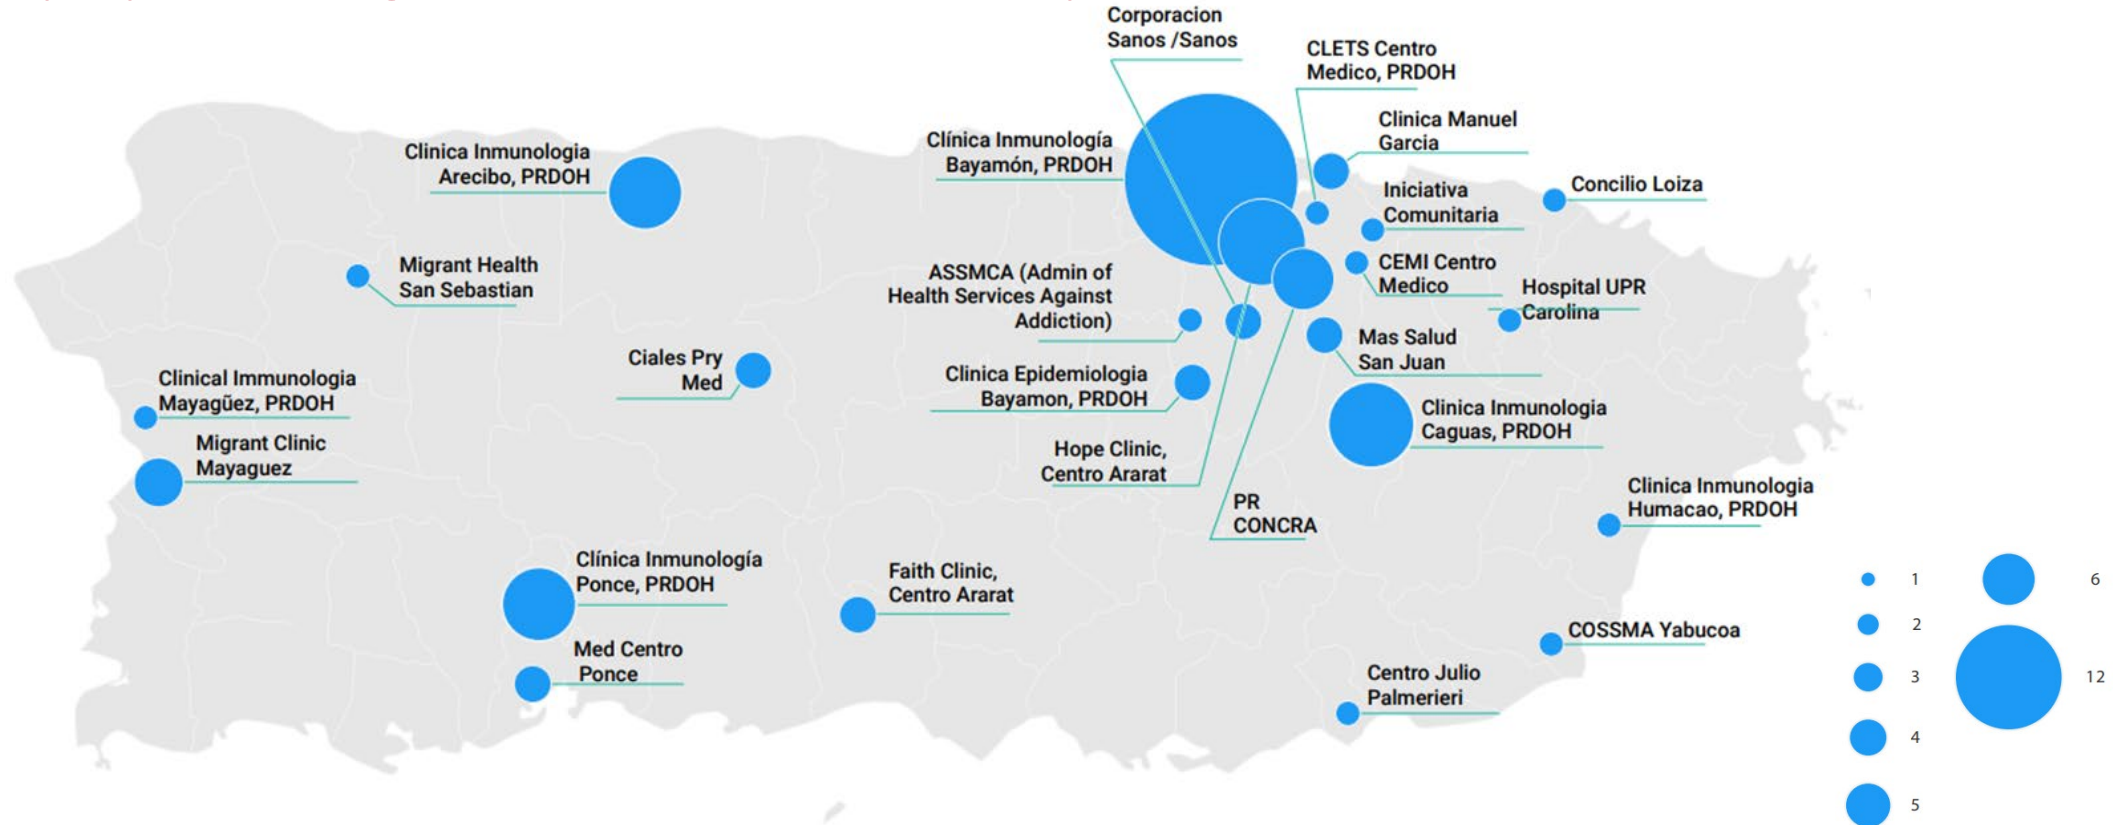 Corporacion
Sanos /Sanos
CLETS Centro
Medico, PRDOH
Clinica Manuel
Garcia
Clínica Inmunología
Bayamón, PRDOH
Clinica Inmunologia
Arecibo, PRDOH
Iniciativa
Comunitaria
Concilio Loiza
Migrant Health
San Sebastian
ASSMCA (Admin of
Health Services Against
Addiction)
CEMI Centro
Medico
Hospital UPR
Carolina
Mas Salud
San Juan
Ciales Pry
Med
Clinical Immunologia
Mayagüez, PRDOH
Clinica Epidemiologia
Bayamon, PRDOH
Clinica Inmunologia
Caguas, PRDOH
Migrant Clinic
Mayaguez
Hope Clinic,
Centro Ararat
PR
CONCRA
Clinica Inmunologia
Humacao, PRDOH
Clínica Inmunología
Ponce, PRDOH
Faith Clinic,
Centro Ararat
Med Centro
Ponce
COSSMA Yabucoa
Centro Julio
Palmerieri
1
2
3
4
5
6
12